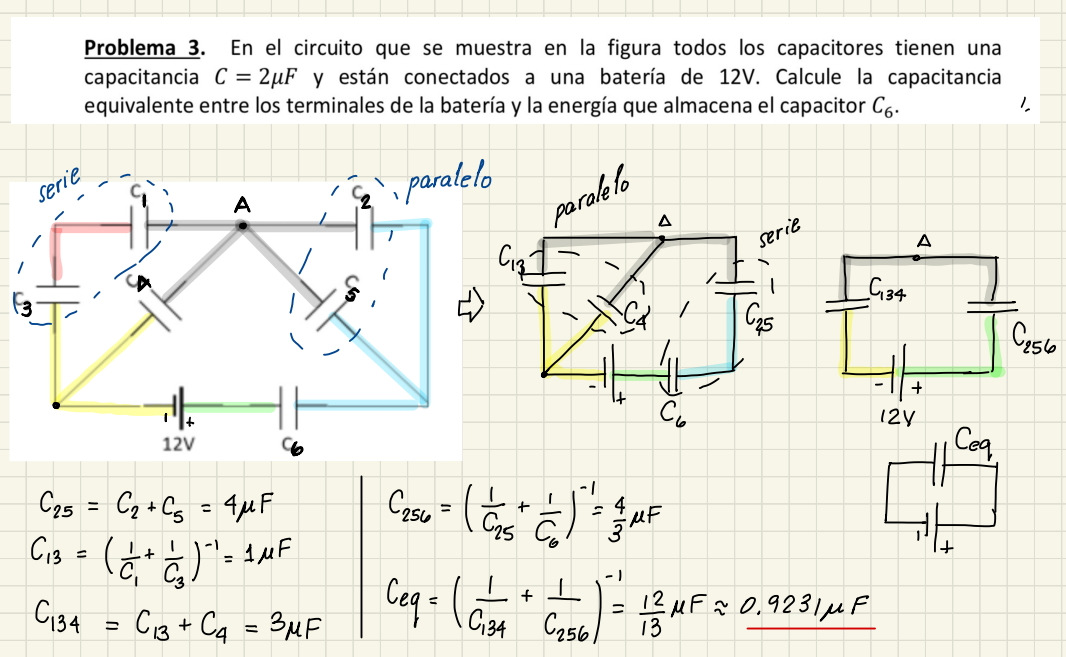 Problema 3. En el circuito que se muestra en la figura todos los capacitores tienen una
capacitancia C = 2μF y están conectados a una batería de 12V. Calcule la capacitancia
equivalente entre los terminales de la batería y la energía que almacena el capacitor C₆.
serie
C₁
A
C₂
paralelo
C₃
C₄
C₅
- +
12V
C₆
paralelo
A
serie
C₁₃
C₄
C₂₅
- +
C₆
A
C₁₃₄
C₂₅₆
- +
12V
Ceq
- +
C₂₅ = C₂ + C₅ = 4μF
C₁₃ = (1/C₁ + 1/C₃)⁻¹ = 1μF
C₁₃₄ = C₁₃ + C₄ = 3μF
C₂₅₆ = (1/C₂₅ + 1/C₆)⁻¹ = 4/3 μF
Ceq = (1/C₁₃₄ + 1/C₂₅₆)⁻¹ = 12/13 μF ≈ 0.9231μF